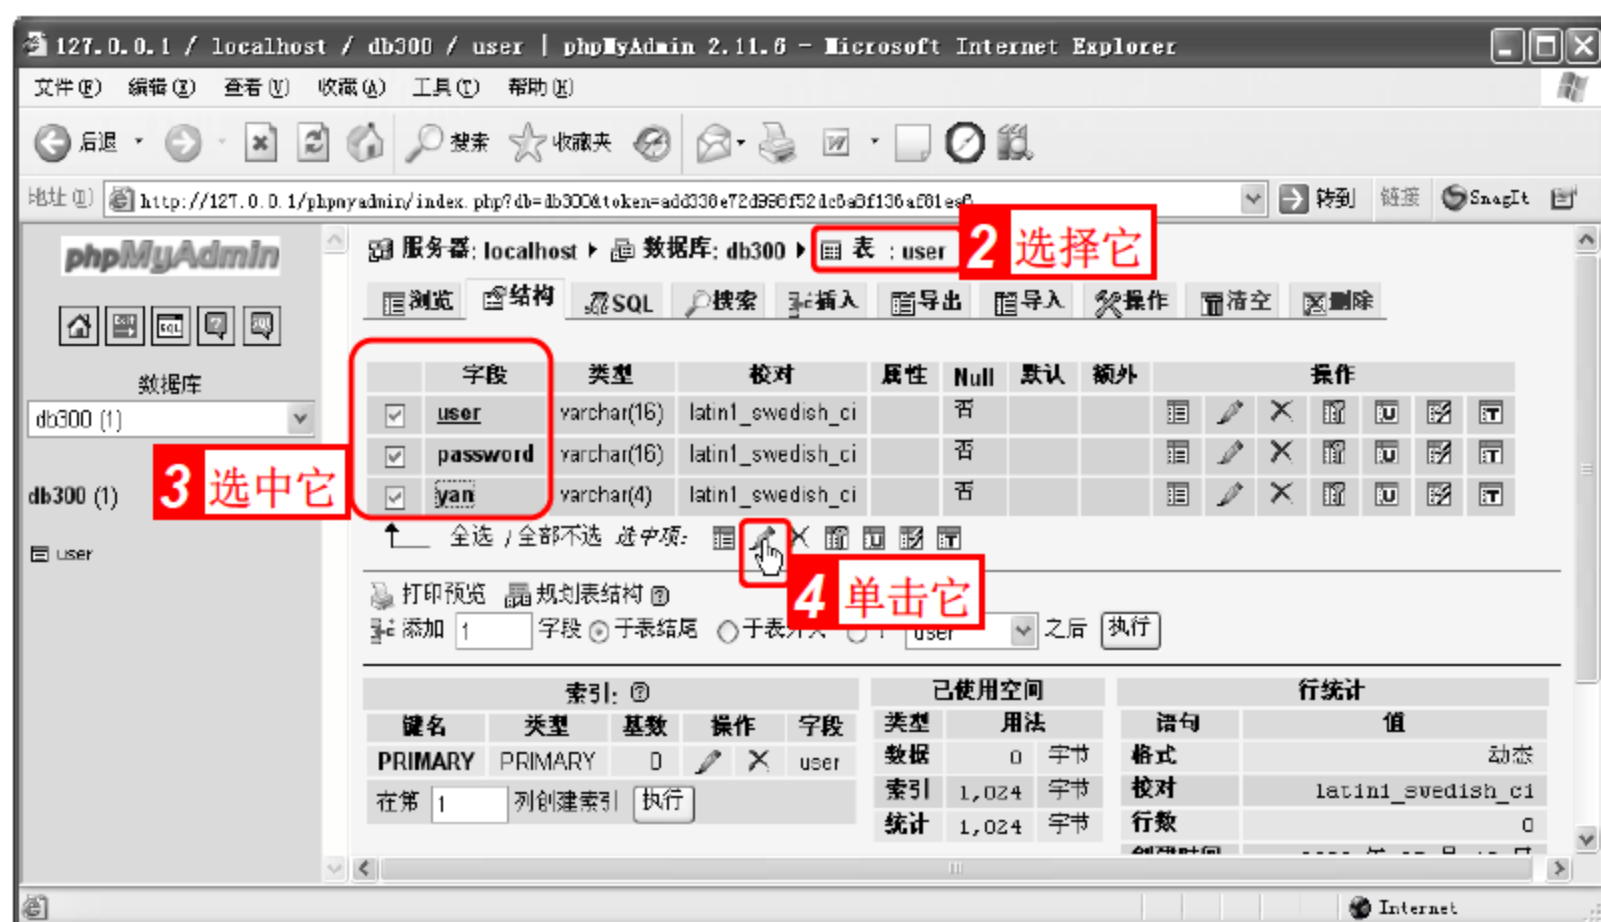 127.0.0.1 / localhost / db300 / user | phpMyAdmin 2.11.6 - Microsoft Internet Explorer
文件(F) 编辑(E) 查看(V) 收藏(A) 工具(T) 帮助(H)
后退 搜索 收藏夹
地址(D) http://127.0.0.1/phpmyadmin/index.php?db=db300&token= 转到 链接 SnagIt
phpMyAdmin
服务器: localhost 数据库: db300 表 : user 2 选择它
浏览 结构 SQL 搜索 插入 导出 导入 操作 清空 删除
数据库
db300 (1)
db300 (1)
user
3 选中它
字段 类型 校对 属性 Null 默认 额外 操作
user varchar(16) latin1_swedish_ci 否
password varchar(16) latin1_swedish_ci 否
yan varchar(4) latin1_swedish_ci 否
全选 / 全部不选 选中项:
4 单击它
打印预览 规划表结构
添加 1 字段 于表结尾 于表 user 之后 执行
索引:
键名 类型 基数 操作 字段
PRIMARY PRIMARY 0 user
在第 1 列创建索引 执行
已使用空间
类型 用法
数据 0 字节
索引 1,024 字节
统计 1,024 字节
行统计
语句 值
格式 动态
校对 latin1_swedish_ci
行数 0
创建时间
Internet